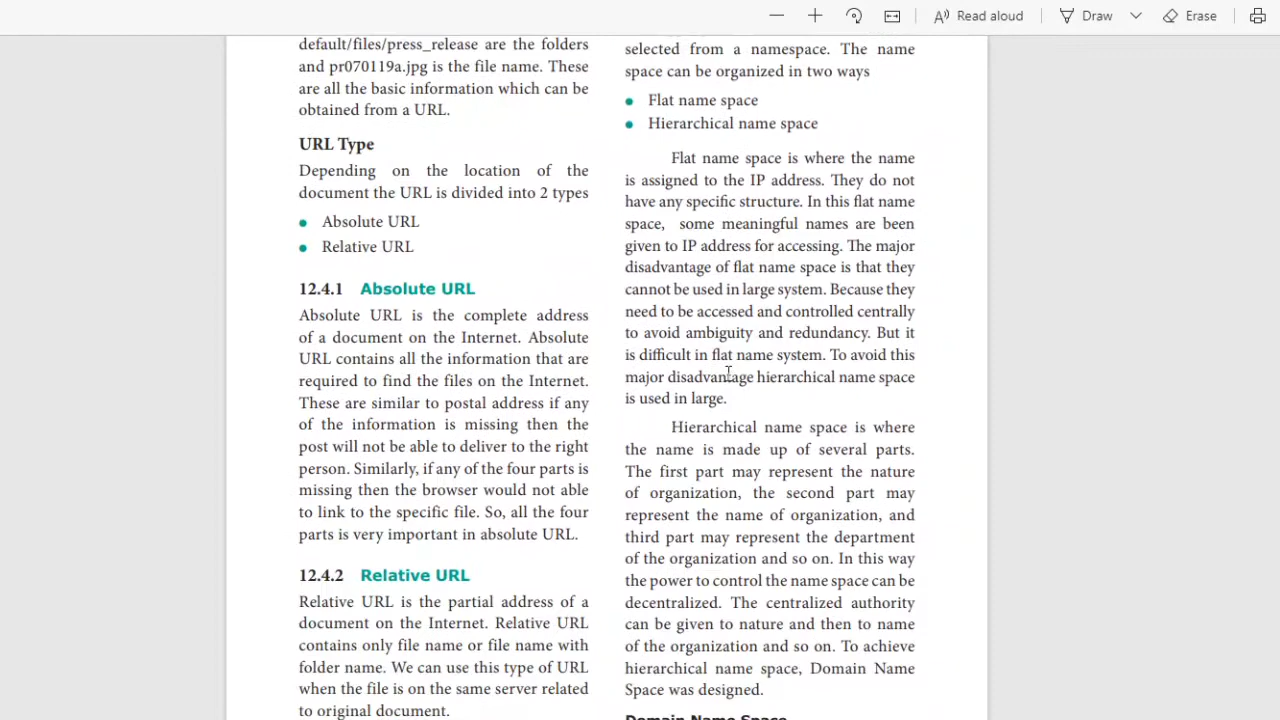 Read aloud
Draw
Erase
default/files/press_release are the folders
and pr070119a.jpg is the file name. These
are all the basic information which can be
obtained from a URL.
URL Type
Depending on the location of the
document the URL is divided into 2 types
• Absolute URL
• Relative URL
12.4.1 Absolute URL
Absolute URL is the complete address
of a document on the Internet. Absolute
URL contains all the information that are
required to find the files on the Internet.
These are similar to postal address if any
of the information is missing then the
post will not be able to deliver to the right
person. Similarly, if any of the four parts is
missing then the browser would not able
to link to the specific file. So, all the four
parts is very important in absolute URL.
12.4.2 Relative URL
Relative URL is the partial address of a
document on the Internet. Relative URL
contains only file name or file name with
folder name. We can use this type of URL
when the file is on the same server related
to original document.
selected from a namespace. The name
space can be organized in two ways
• Flat name space
• Hierarchical name space
Flat name space is where the name
is assigned to the IP address. They do not
have any specific structure. In this flat name
space, some meaningful names are been
given to IP address for accessing. The major
disadvantage of flat name space is that they
cannot be used in large system. Because they
need to be accessed and controlled centrally
to avoid ambiguity and redundancy. But it
is difficult in flat name system. To avoid this
major disadvantage hierarchical name space
is used in large.
Hierarchical name space is where
the name is made up of several parts.
The first part may represent the nature
of organization, the second part may
represent the name of organization, and
third part may represent the department
of the organization and so on. In this way
the power to control the name space can be
decentralized. The centralized authority
can be given to nature and then to name
of the organization and so on. To achieve
hierarchical name space, Domain Name
Space was designed.
Domain Name Space